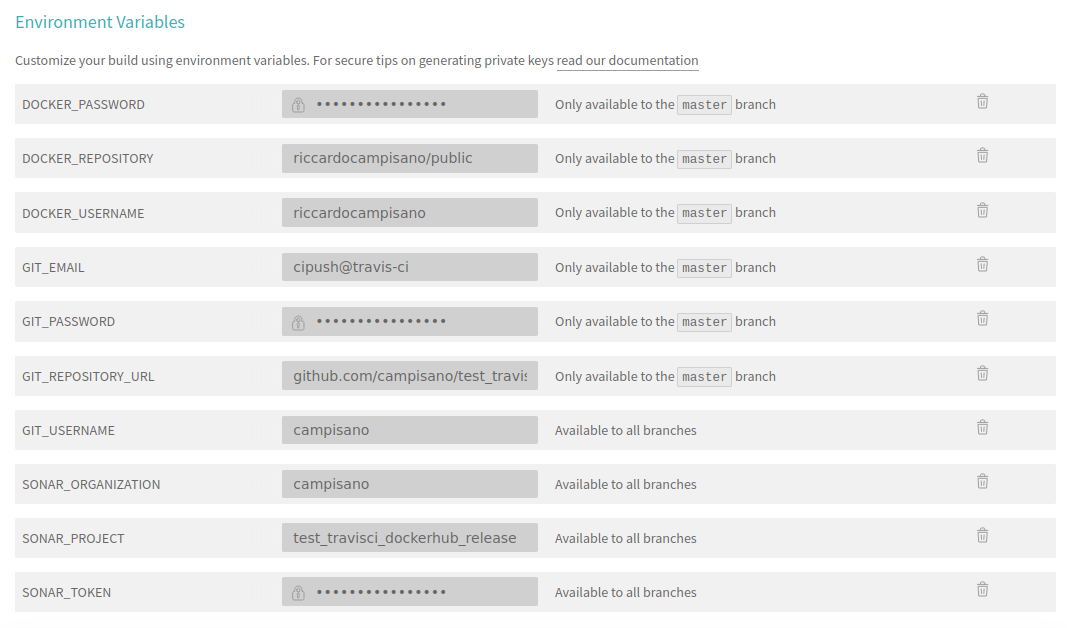 Environment Variables
Customize your build using environment variables. For secure tips on generating private keys read our documentation
DOCKER_PASSWORD •••••••••••••••• Only available to the master branch
DOCKER_REPOSITORY riccardocampisano/public Only available to the master branch
DOCKER_USERNAME riccardocampisano Only available to the master branch
GIT_EMAIL cipush@travis-ci Only available to the master branch
GIT_PASSWORD •••••••••••••••• Only available to the master branch
GIT_REPOSITORY_URL github.com/campisano/test_travis Only available to the master branch
GIT_USERNAME campisano Available to all branches
SONAR_ORGANIZATION campisano Available to all branches
SONAR_PROJECT test_travisci_dockerhub_release Available to all branches
SONAR_TOKEN •••••••••••••••• Available to all branches